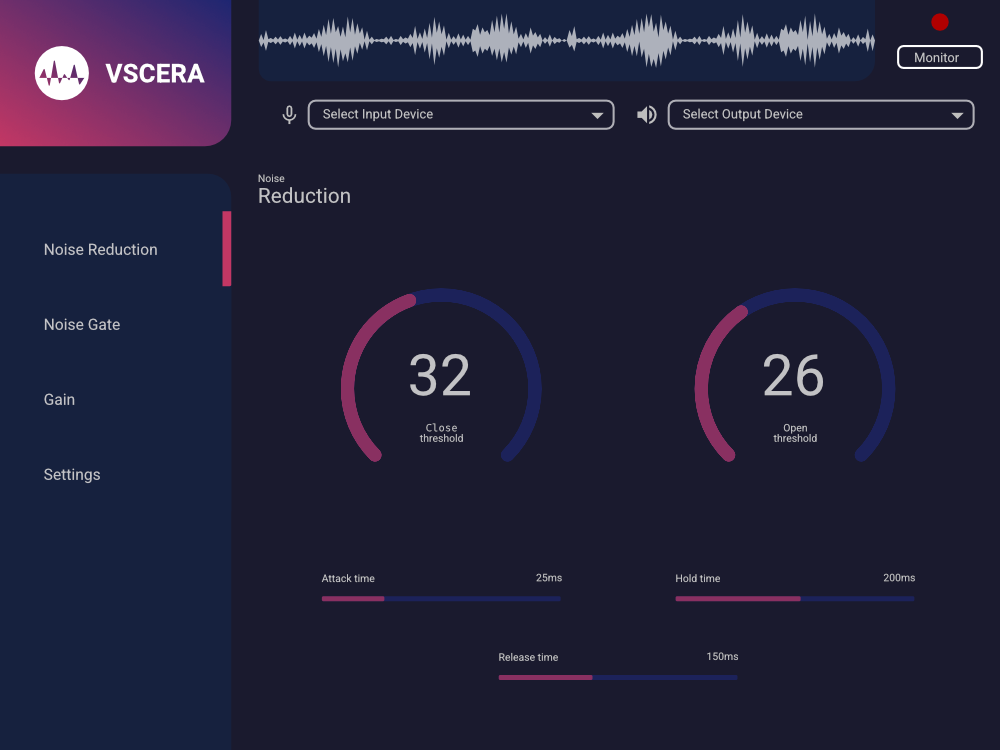 VSCERA
Monitor
Select Input Device
Select Output Device
Noise
Reduction
Noise Reduction
Noise Gate
Gain
Settings
32
Close
threshold
26
Open
threshold
Attack time
25ms
Hold time
200ms
Release time
150ms